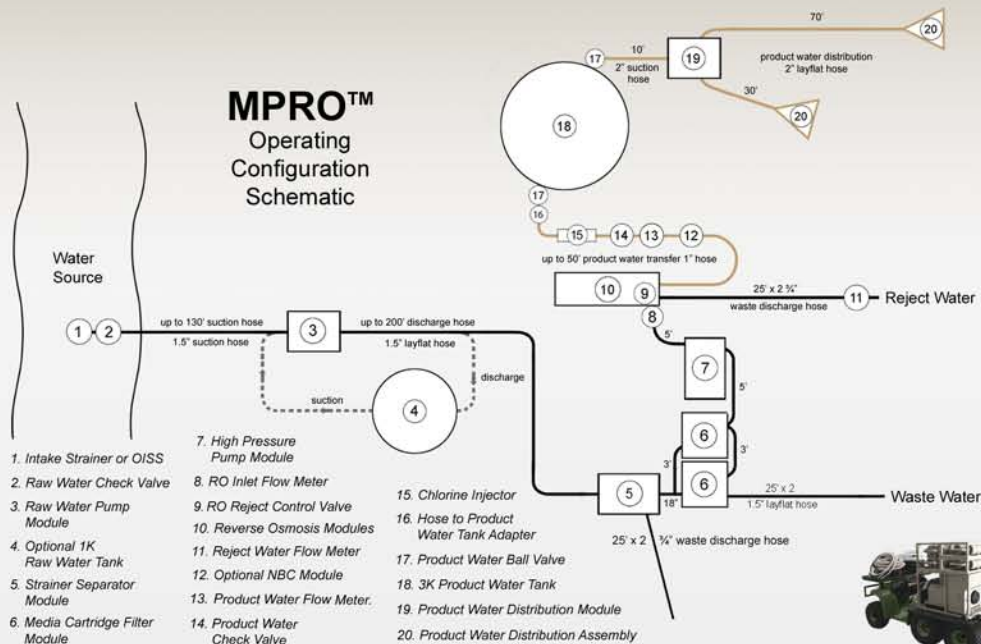 MPRO™
Operating
Configuration
Schematic
70'
20
product water distribution
2" layflat hose
10'
2" suction
hose
17
19
30'
20
18
17
16
15
14
13
12
up to 50' product water transfer 1" hose
10
9
25' x 2 ¾"
waste discharge hose
11
Reject Water
8
5'
7
5'
Water
Source
1
2
up to 130' suction hose
1.5" suction hose
3
up to 200' discharge hose
1.5" layflat hose
suction
4
discharge
6
3'
3'
6
5
18"
25' x 2
1.5" layflat hose
Waste Water
25' x 2
¾" waste discharge hose
1. Intake Strainer or OISS
2. Raw Water Check Valve
3. Raw Water Pump
Module
4. Optional 1K
Raw Water Tank
5. Strainer Separator
Module
6. Media Cartridge Filter
Module
7. High Pressure
Pump Module
8. RO Inlet Flow Meter
9. RO Reject Control Valve
10. Reverse Osmosis Modules
11. Reject Water Flow Meter
12. Optional NBC Module
13. Product Water Flow Meter.
14. Product Water
Check Valve
15. Chlorine Injector
16. Hose to Product
Water Tank Adapter
17. Product Water Ball Valve
18. 3K Product Water Tank
19. Product Water Distribution Module
20. Product Water Distribution Assembly